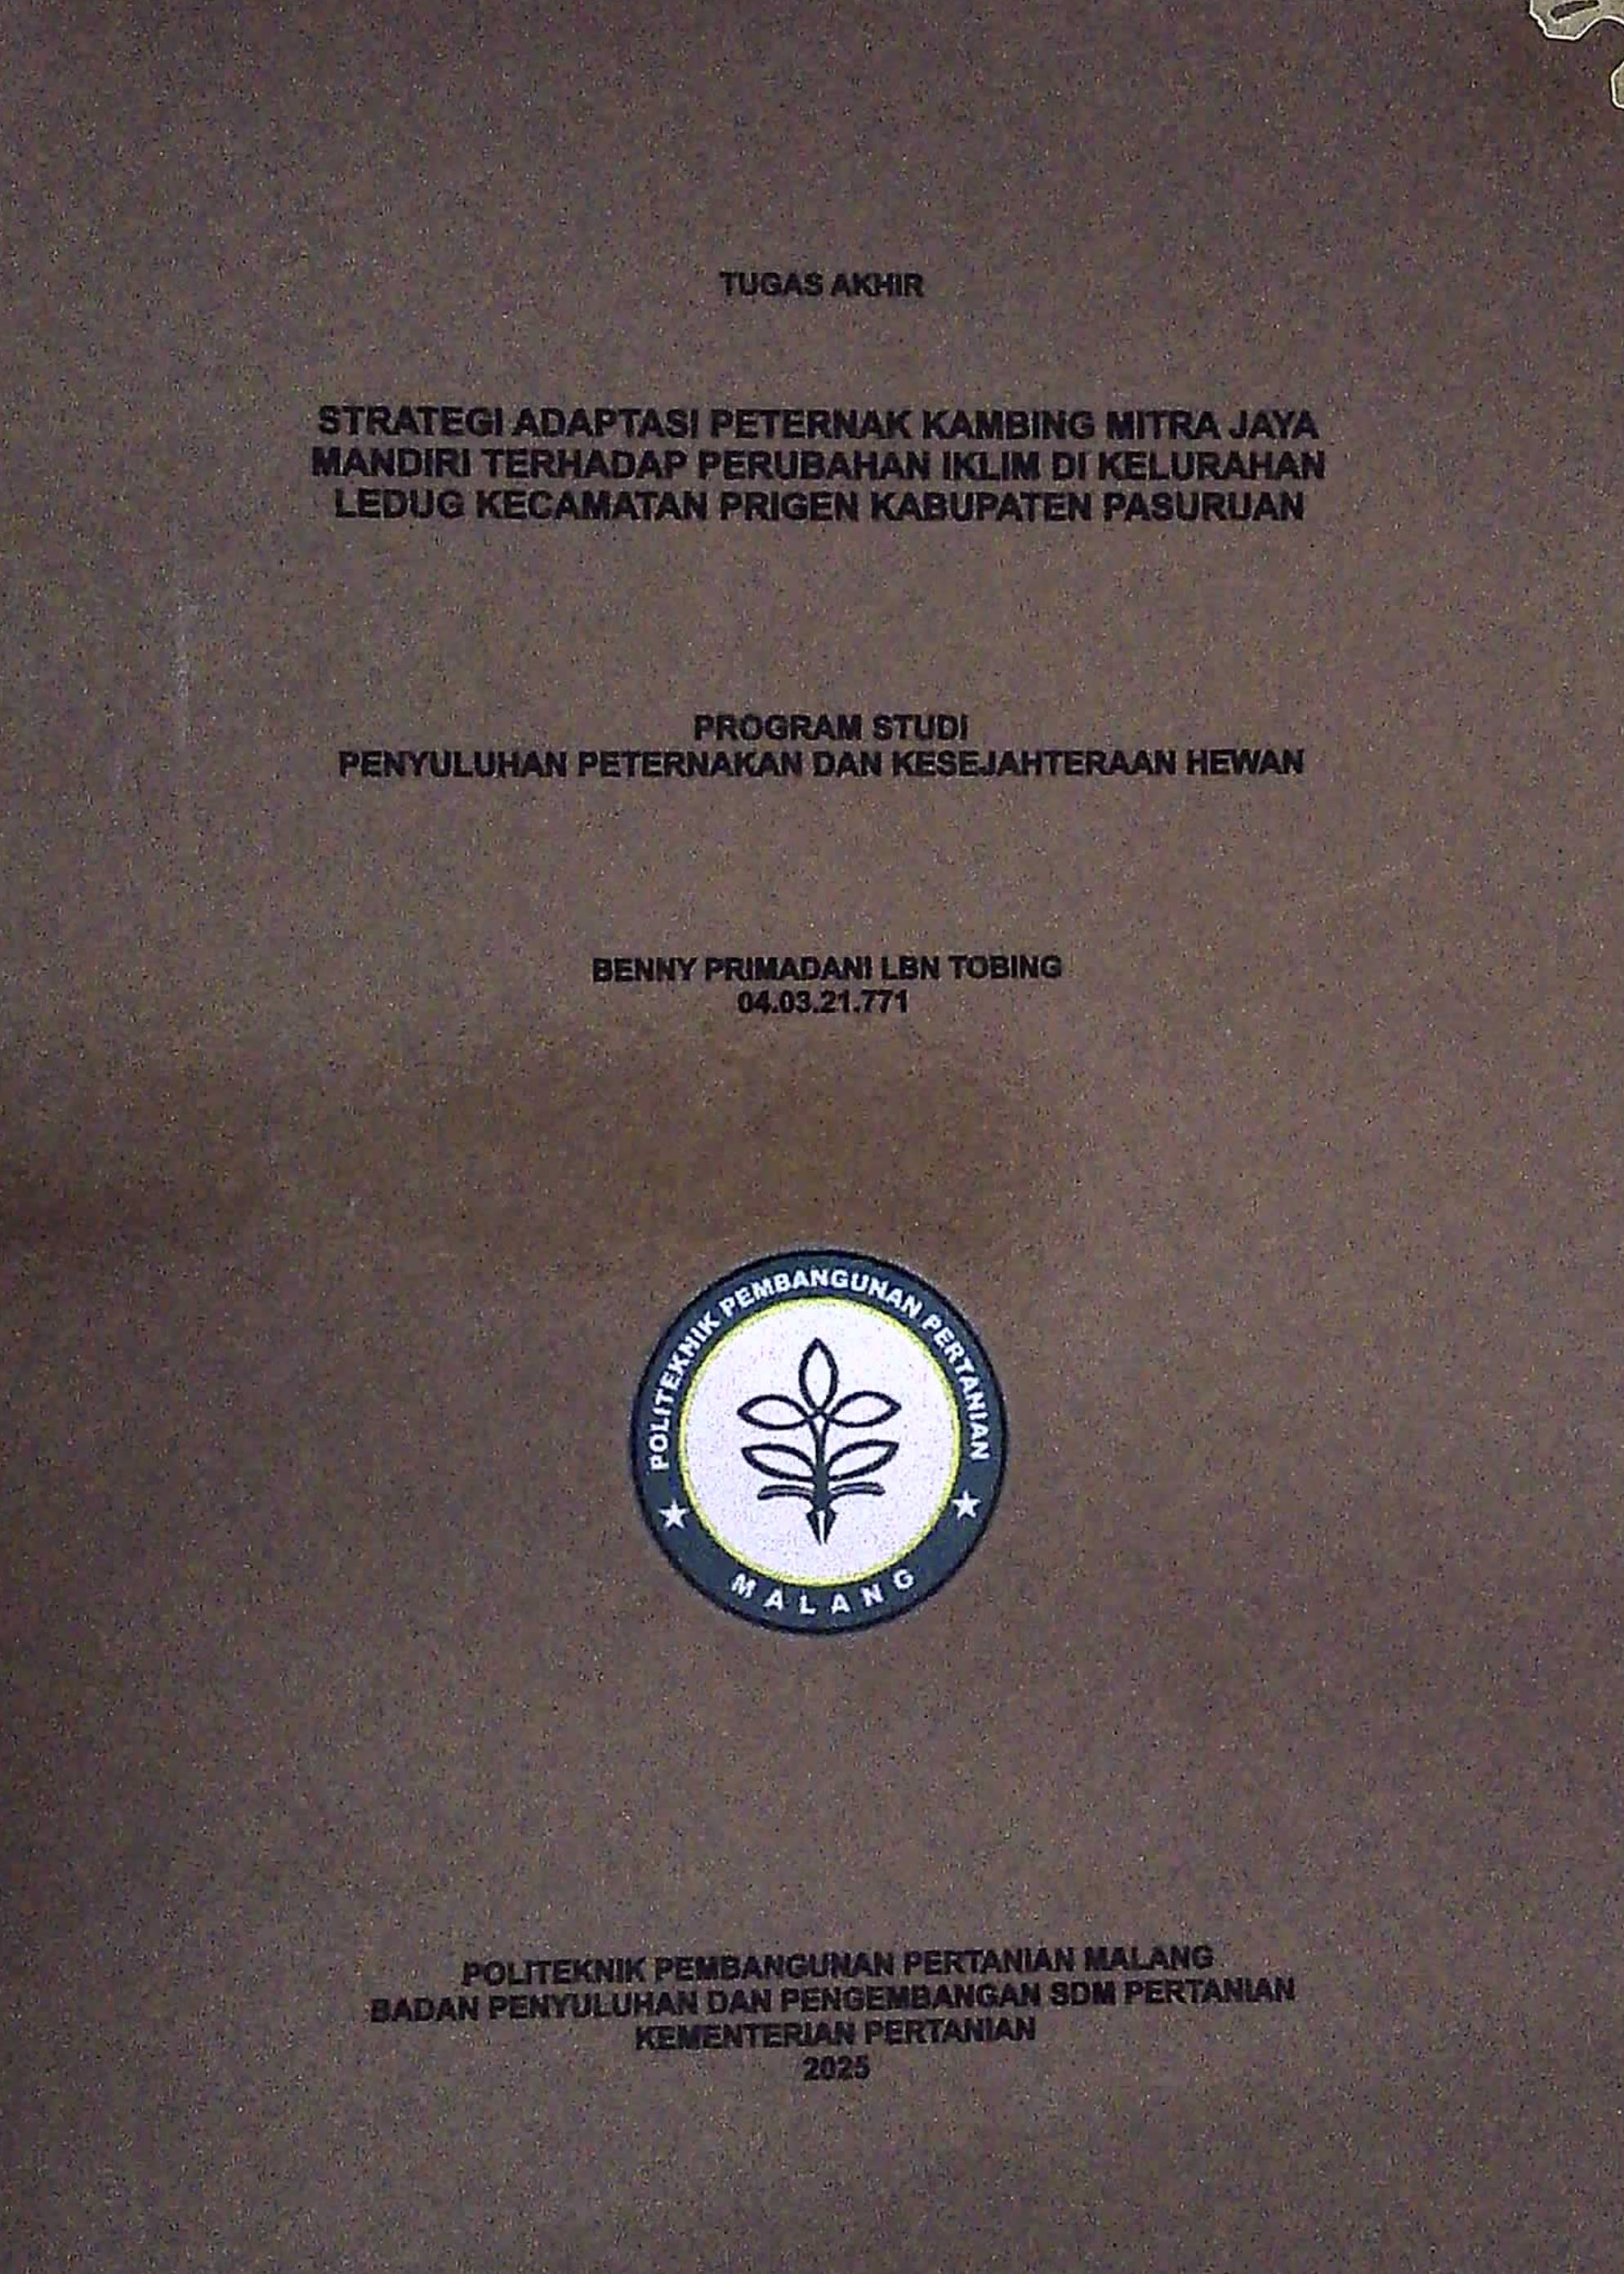 TUGAS AKHIR
STRATEGI ADAPTASI PETERNAK KAMBING MITRA JAYA
MANDIRI TERHADAP PERUBAHAN IKLIM DI KELURAHAN
LEDUG KECAMATAN PRIGEN KABUPATEN PASURUAN
PROGRAM STUDI
PENYULUHAN PETERNAKAN DAN KESEJAHTERAAN HEWAN
BENNY PRIMADANI LBN TOBING
04.03.21.771
POLITEKNIK PEMBANGUNAN PERTANIAN
MALANG
POLITEKNIK PEMBANGUNAN PERTANIAN MALANG
BADAN PENYULUHAN DAN PENGEMBANGAN SDM PERTANIAN
KEMENTERIAN PERTANIAN
2025